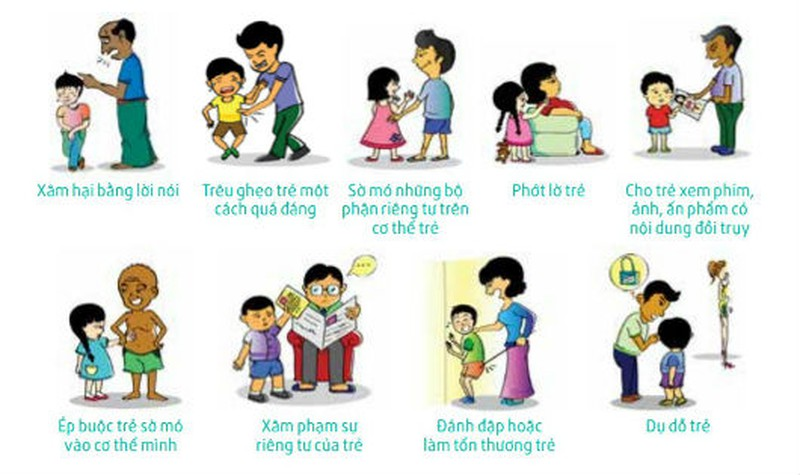 Xâm hại bằng lời nói
Trêu ghẹo trẻ một
cách quá đáng
Sờ mó những bộ
phận riêng tư trên
cơ thể trẻ
Phớt lờ trẻ
Cho trẻ xem phim,
ảnh, ấn phẩm có
nội dung đồi trụy
Ép buộc trẻ sờ mó
vào cơ thể mình
Xâm phạm sự
riêng tư của trẻ
Đánh đập hoặc
làm tổn thương trẻ
Dụ dỗ trẻ